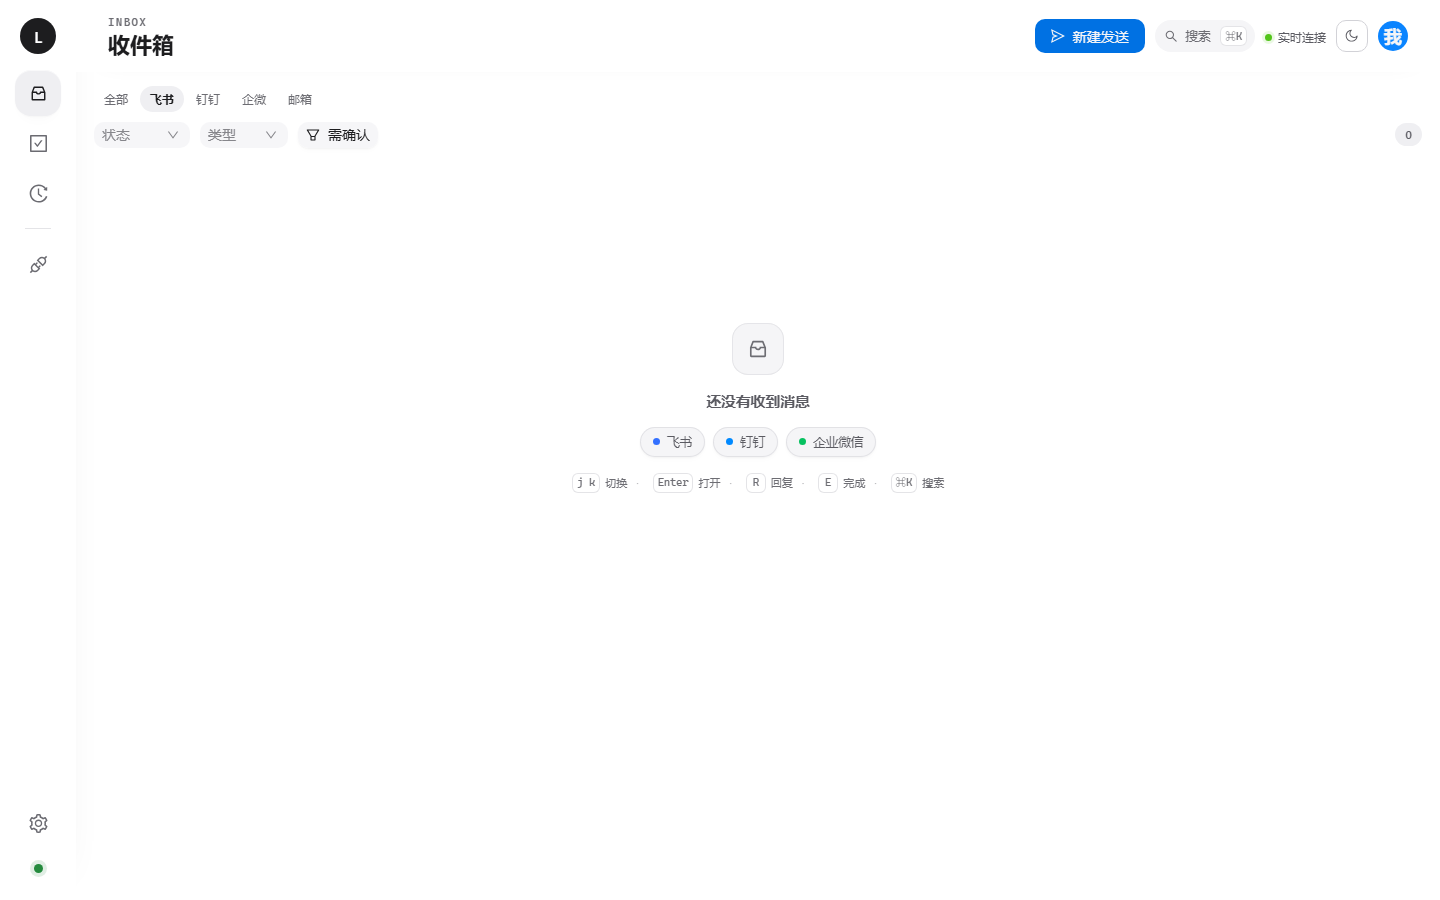 L
INBOX
收件箱
新建发送
搜索 ⌘K
实时连接
我
全部 飞书 钉钉 企微 邮箱
状态 类型 需确认 0
还没有收到消息
飞书 钉钉 企业微信
j k 切换 · Enter 打开 · R 回复 · E 完成 · ⌘K 搜索